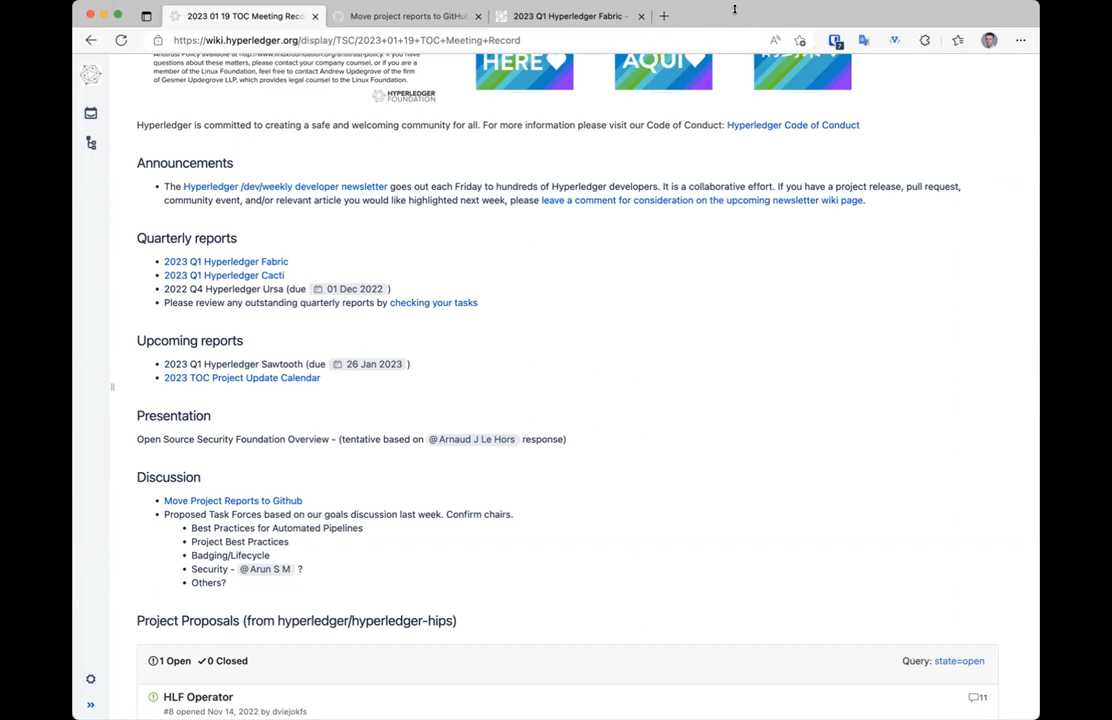 2023 01 19 TOC Meeting Reco
Move project reports to GitHu
2023 Q1 Hyperledger Fabric -
https://wiki.hyperledger.org/display/TSC/2023+01+19+TOC+Meeting+Record
about these matters, please contact your company counsel, or if you are a
member of the Linux Foundation, feel free to contact Andrew Updegrove of the firm
of Gesmer Updegrove LLP, which provides legal counsel to the Linux Foundation.
HYPERLEDGER
FOUNDATION
HERE
AQUÍ
Hyperledger is committed to creating a safe and welcoming community for all. For more information please visit our Code of Conduct: Hyperledger Code of Conduct
Announcements
• The Hyperledger /dev/weekly developer newsletter goes out each Friday to hundreds of Hyperledger developers. It is a collaborative effort. If you have a project release, pull request,
community event, and/or relevant article you would like highlighted next week, please leave a comment for consideration on the upcoming newsletter wiki page.
Quarterly reports
• 2023 Q1 Hyperledger Fabric
• 2023 Q1 Hyperledger Cacti
• 2022 Q4 Hyperledger Ursa (due 01 Dec 2022 )
• Please review any outstanding quarterly reports by checking your tasks
Upcoming reports
• 2023 Q1 Hyperledger Sawtooth (due 26 Jan 2023 )
• 2023 TOC Project Update Calendar
Presentation
Open Source Security Foundation Overview - (tentative based on @Arnaud J Le Hors response)
Discussion
• Move Project Reports to Github
• Proposed Task Forces based on our goals discussion last week. Confirm chairs.
• Best Practices for Automated Pipelines
• Project Best Practices
• Badging/Lifecycle
• Security - @Arun S M ?
• Others?
Project Proposals (from hyperledger/hyperledger-hips)
1 Open ✓0 Closed
Query: state=open
HLF Operator
11
#8 opened Nov 14, 2022 by dviejokfs